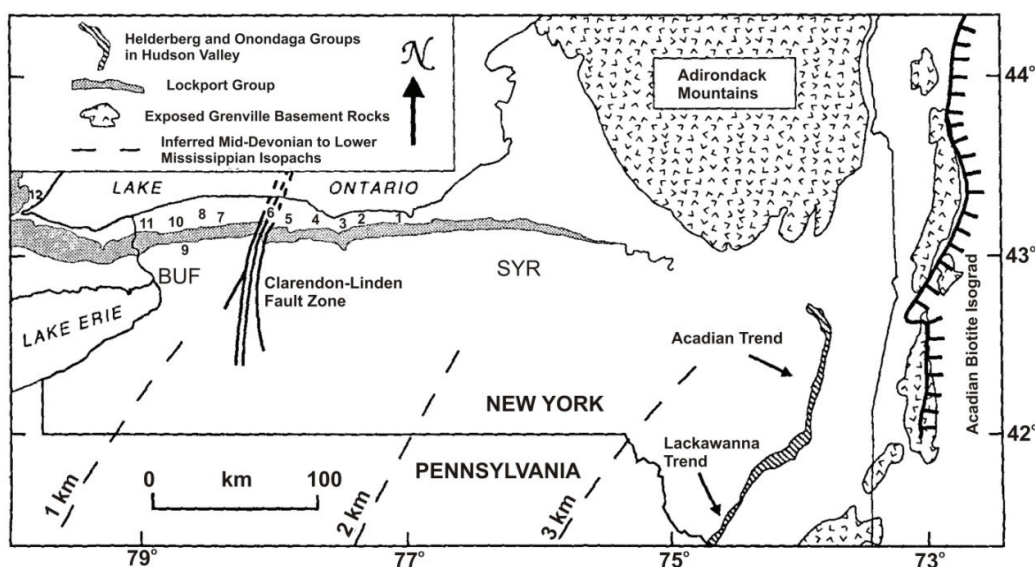 Helderberg and Onondaga Groups
in Hudson Valley
Lockport Group
Exposed Grenville Basement Rocks
Inferred Mid-Devonian to Lower
Mississippian Isopachs
N
Adirondack
Mountains
44°
12
LAKE ONTARIO
11 10 8 7 6 5 4 3 2 1
9
43°
BUF
SYR
Clarendon-Linden
Fault Zone
LAKE ERIE
Acadian Biotite Isograd
Acadian Trend
NEW YORK
42°
Lackawanna
Trend
PENNSYLVANIA
0 km 100
1 km
2 km
3 km
79° 77° 75° 73°